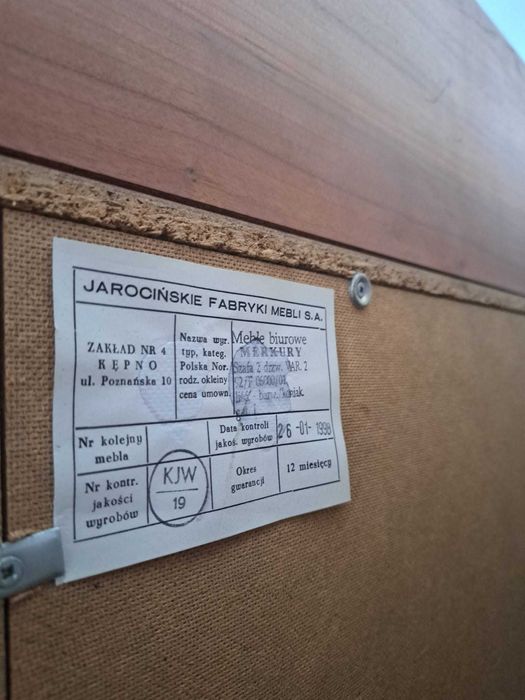 JAROCIŃSKIE FABRYKI MEBLI S.A.
ZAKŁAD NR 4
KĘPNO
ul. Poznańska 10
Nazwa wyr.
typ, kateg.
Polska Nor.
rodz. okleiny
cena umown.
Meble biurowe
MERKURY
Szafa 2 drzw. WAR. 2
barw. koniak
Nr kolejny
mebla
Data kontroli
jakoś. wyrobów
26-01-1998
Nr kontr.
jakości
wyrobów
KJW
19
Okres
gwarancji
12 miesięcy